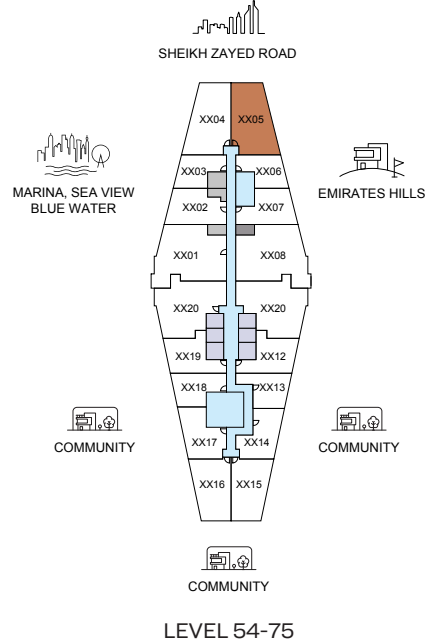 SHEIKH ZAYED ROAD
XX04 XX05
XX03 XX06
MARINA, SEA VIEW
BLUE WATER
EMIRATES HILLS
XX02 XX07
XX01 XX08
XX20 XX20
XX19 XX12
XX18 XX13
COMMUNITY
COMMUNITY
XX17 XX14
XX16 XX15
COMMUNITY
LEVEL 54-75